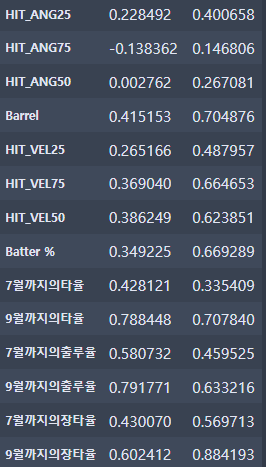 HIT_ANG25 0.228492 0.400658
HIT_ANG75 -0.138362 0.146806
HIT_ANG50 0.002762 0.267081
Barrel 0.415153 0.704876
HIT_VEL25 0.265166 0.487957
HIT_VEL75 0.369040 0.664653
HIT_VEL50 0.386249 0.623851
Batter % 0.349225 0.669289
7월까지의타율 0.428121 0.335409
9월까지의타율 0.788448 0.707840
7월까지의출루율 0.580732 0.459525
9월까지의출루율 0.791771 0.633216
7월까지의장타율 0.430070 0.569713
9월까지의장타율 0.602412 0.884193